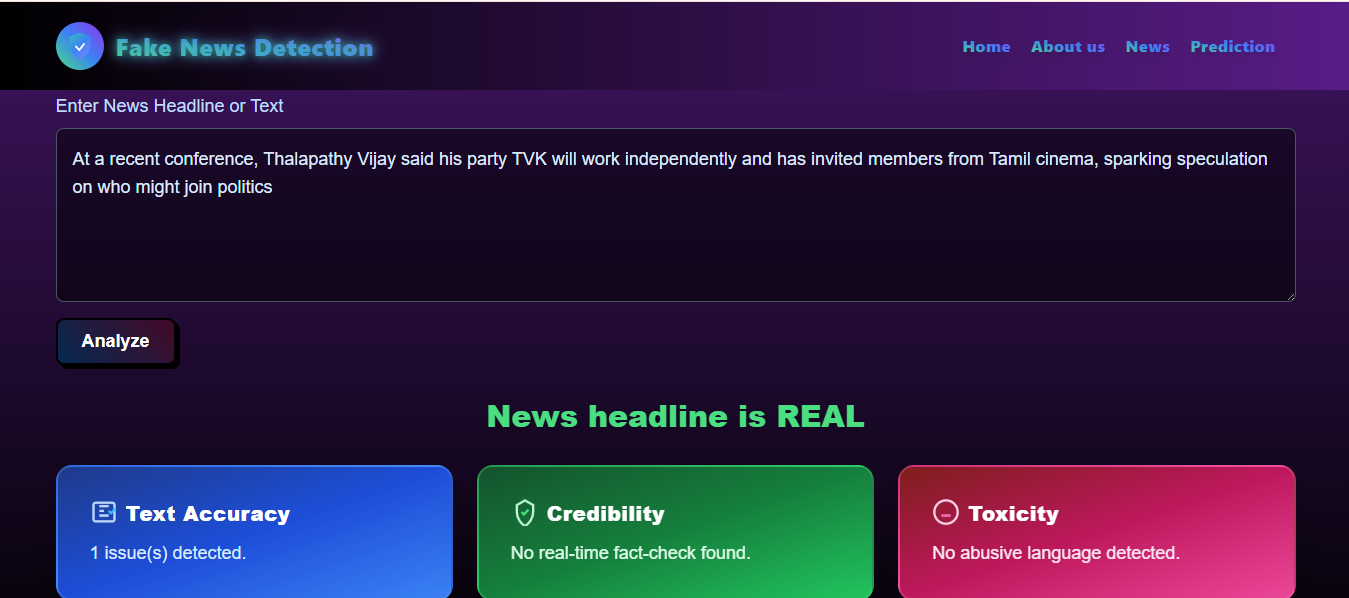 Fake News Detection
Home About us News Prediction
Enter News Headline or Text
At a recent conference, Thalapathy Vijay said his party TVK will work independently and has invited members from Tamil cinema, sparking speculation
on who might join politics
Analyze
News headline is REAL
Text Accuracy
1 issue(s) detected.
Credibility
No real-time fact-check found.
Toxicity
No abusive language detected.